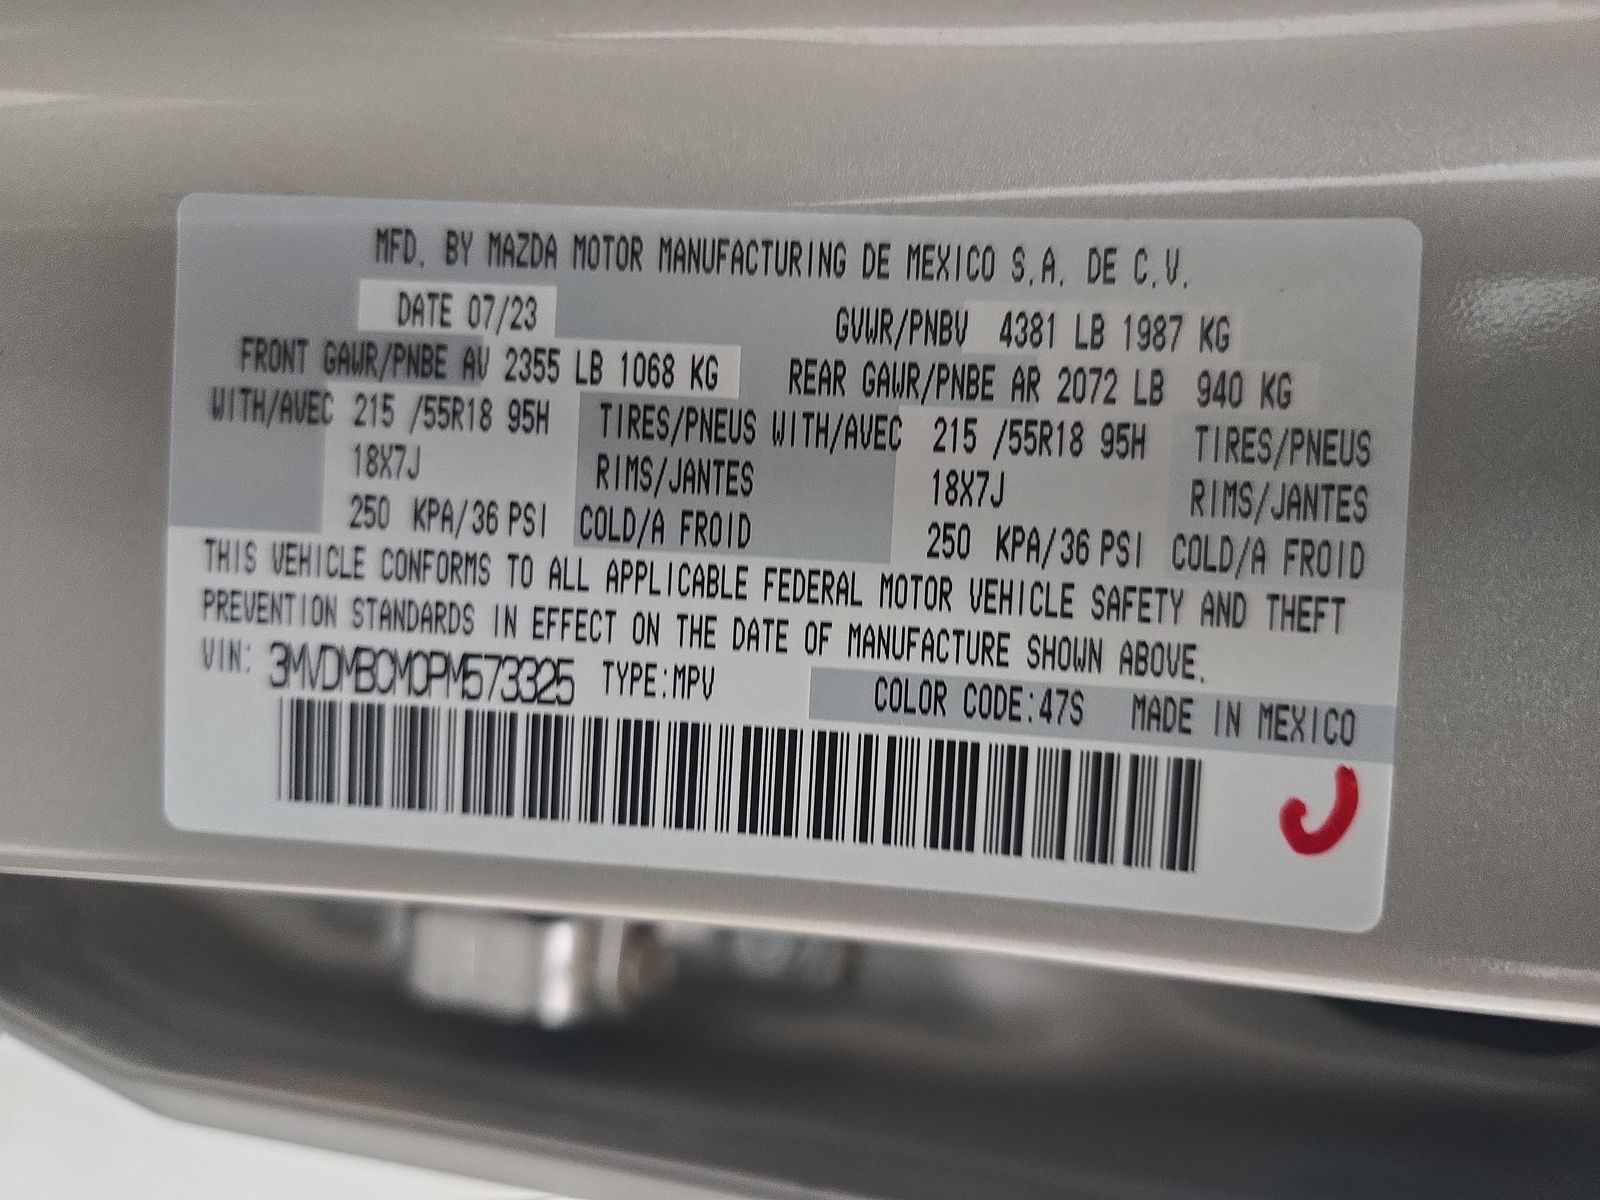 MFD. BY MAZDA MOTOR MANUFACTURING DE MEXICO S.A. DE C.V.
DATE 07/23 GVWR/PNBV 4381 LB 1987 KG
FRONT GAWR/PNBE AV 2355 LB 1068 KG REAR GAWR/PNBE AR 2072 LB 940 KG
WITH/AVEC 215 /55R18 95H TIRES/PNEUS WITH/AVEC 215 /55R18 95H TIRES/PNEUS
18X7J RIMS/JANTES 18X7J RIMS/JANTES
250 KPA/36 PSI COLD/A FROID 250 KPA/36 PSI COLD/A FROID
THIS VEHICLE CONFORMS TO ALL APPLICABLE FEDERAL MOTOR VEHICLE SAFETY AND THEFT
PREVENTION STANDARDS IN EFFECT ON THE DATE OF MANUFACTURE SHOWN ABOVE.
VIN: 3MVDMBCM0PM573325 TYPE:MPV COLOR CODE:47S MADE IN MEXICO